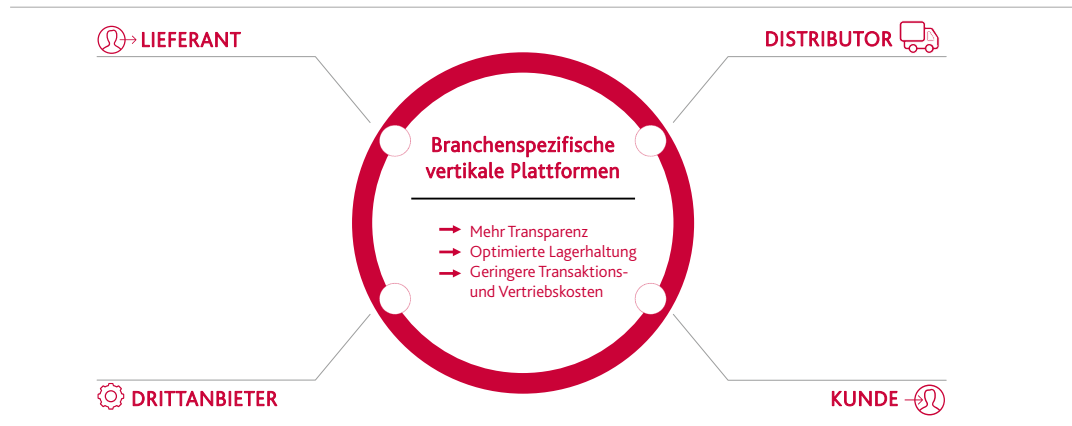 LIEFERANT
DISTRIBUTOR
Branchenspezifische
vertikale Plattformen
Mehr Transparenz
Optimierte Lagerhaltung
Geringere Transaktions-
und Vertriebskosten
DRITTANBIETER
KUNDE